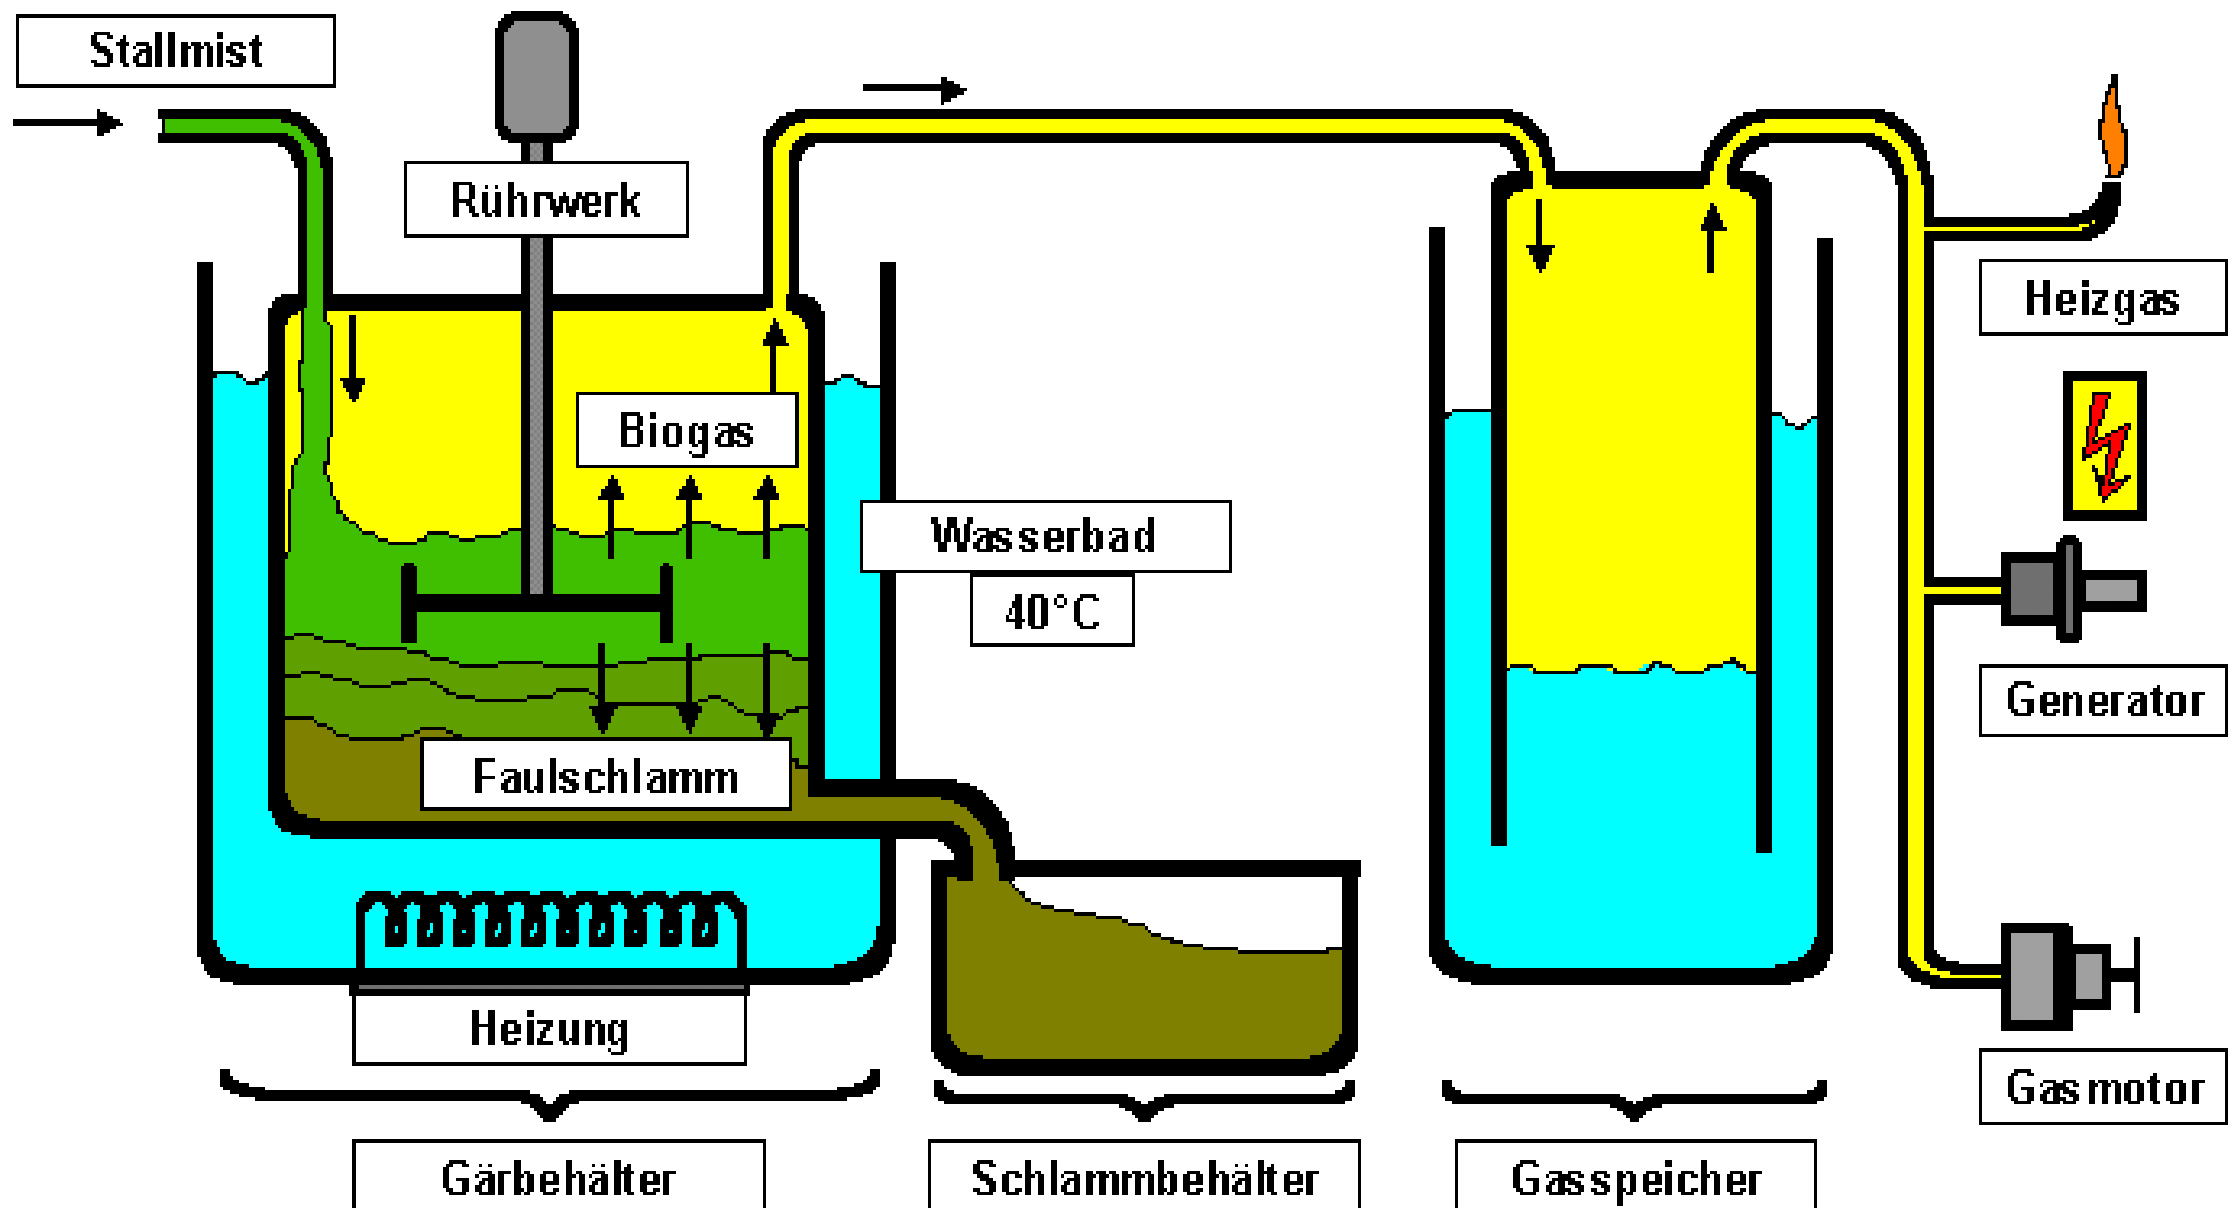 Stallmist
Rührwerk
Biogas
Wasserbad
40°C
Faulschlamm
Heizung
Gärbehälter
Schlammbehälter
Gasspeicher
Heizgas
Generator
Gasmotor